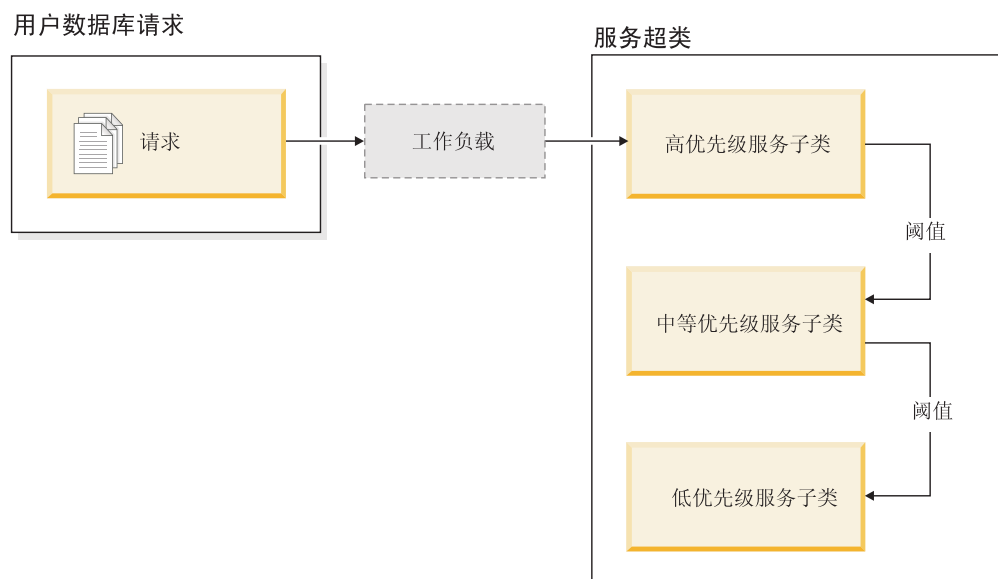 用户数据库请求
服务超类
请求
工作负载
高优先级服务子类
阈值
中等优先级服务子类
阈值
低优先级服务子类